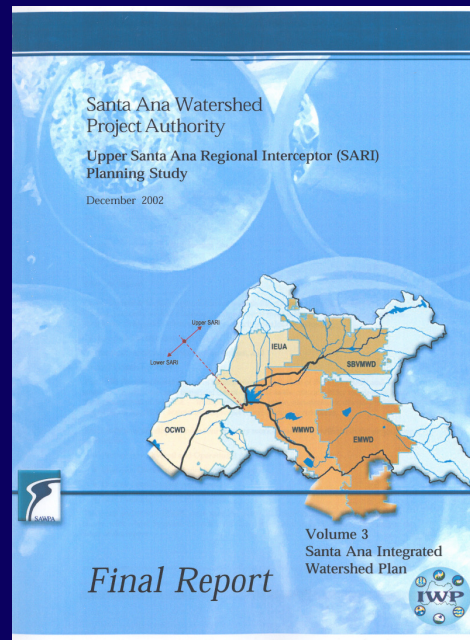 Santa Ana Watershed
Project Authority
Upper Santa Ana Regional Interceptor (SARI)
Planning Study
December 2002
Upper SARI
Lower SARI
IEUA
SBVMWD
OCWD
WMWD
EMWD
SAWPA
Volume 3
Santa Ana Integrated
Watershed Plan
Final Report
IWP